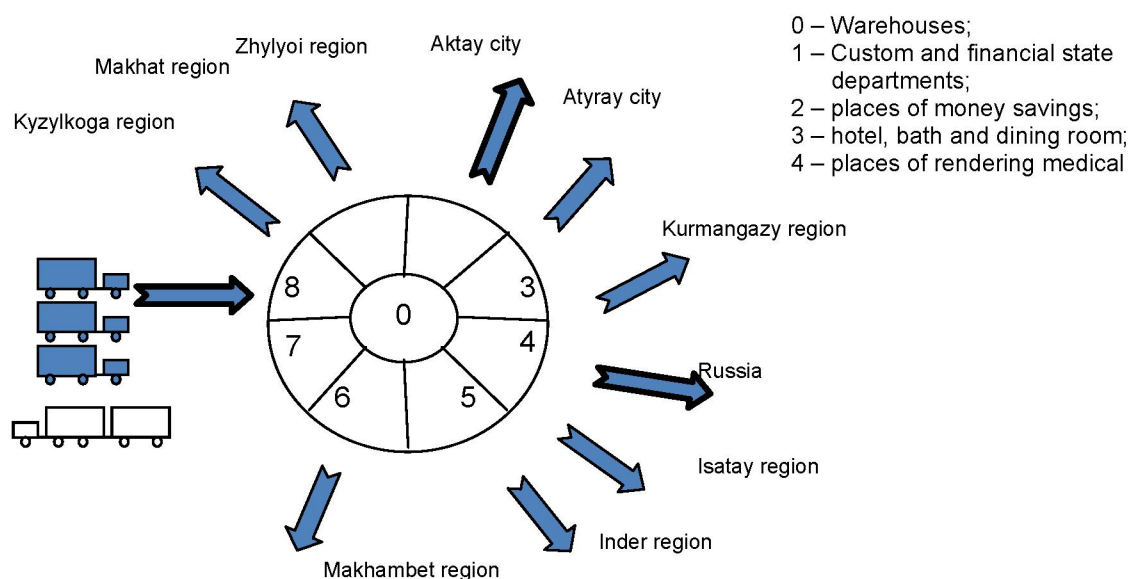 Zhylyoi region
Aktay city
Makhat region
Atyray city
Kyzylkoga region
0 – Warehouses;
1 – Custom and financial state
departments;
2 – places of money savings;
3 – hotel, bath and dining room;
4 – places of rendering medical
Kurmangazy region
8
3
0
7
4
6
5
Russia
Isatay region
Inder region
Makhambet region